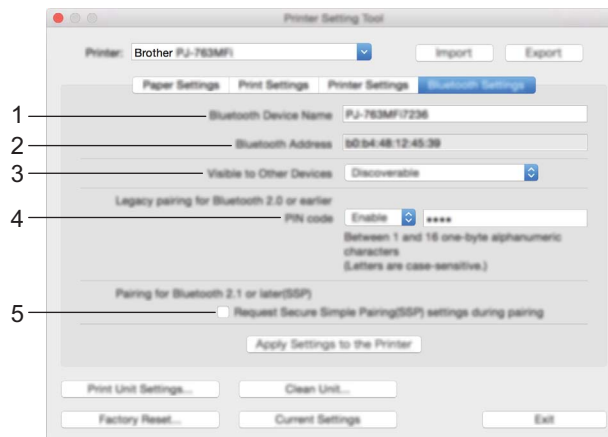 Printer Setting Tool
Printer: Brother PJ-763MFi Import Export
Paper Settings Print Settings Printer Settings Bluetooth Settings
1 Bluetooth Device Name PJ-763MFi7236
2 Bluetooth Address b0:b4:48:12:45:39
3 Visible to Other Devices Discoverable
Legacy pairing for Bluetooth 2.0 or earlier
4 PIN code Enable ••••
Between 1 and 16 one-byte alphanumeric
characters
(Letters are case-sensitive.)
Pairing for Bluetooth 2.1 or later(SSP)
5 Request Secure Simple Pairing(SSP) settings during pairing
Apply Settings to the Printer
Print Unit Settings... Clean Unit...
Factory Reset... Current Settings Exit